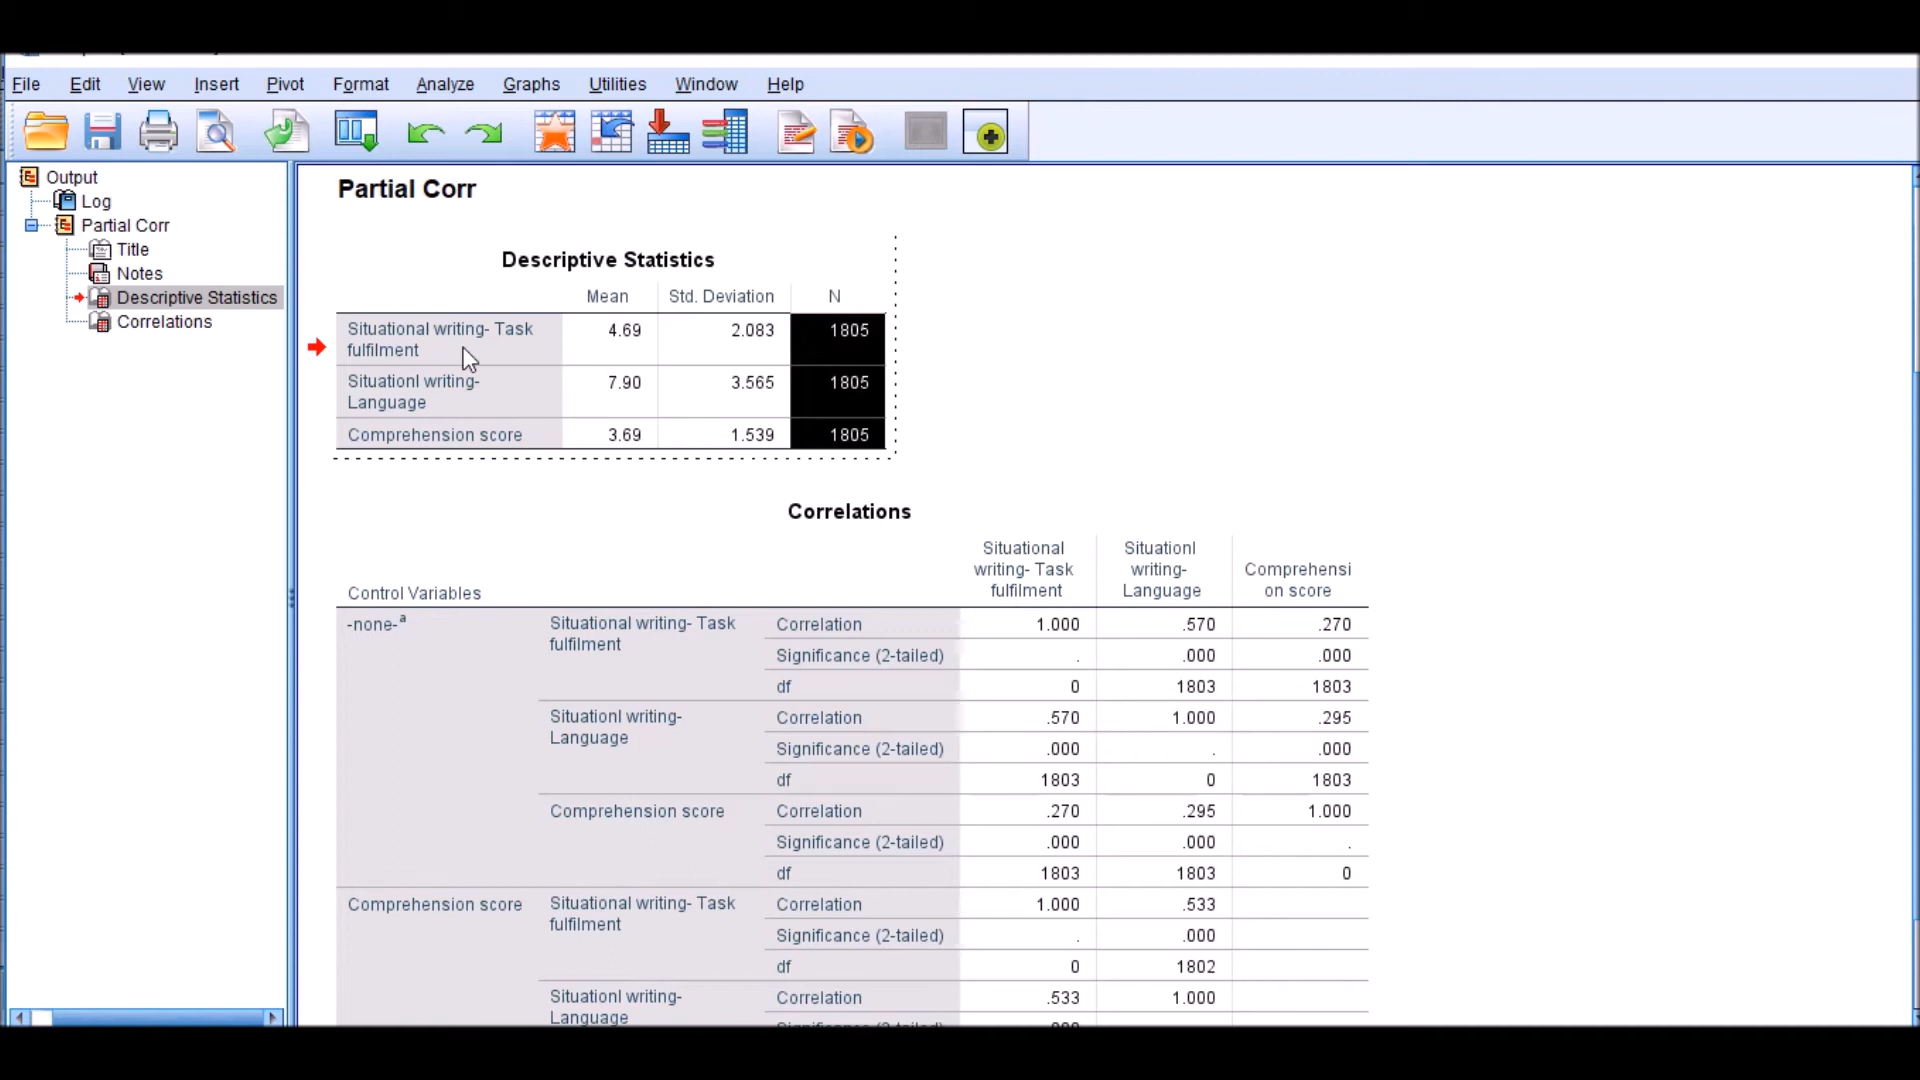 File Edit View Insert Pivot Format Analyze Graphs Utilities Window Help
Output
Log
Partial Corr
Title
Notes
Descriptive Statistics
Correlations
Partial Corr
Descriptive Statistics
Mean Std. Deviation N
Situational writing- Task
fulfilment 4.69 2.083 1805
Situationl writing-
Language 7.90 3.565 1805
Comprehension score 3.69 1.539 1805
Correlations
Control Variables
Situational
writing- Task
fulfilment
Situationl
writing-
Language
Comprehensi
on score
-none-a Situational writing- Task
fulfilment
Correlation 1.000 .570 .270
Significance (2-tailed) . .000 .000
df 0 1803 1803
Situationl writing-
Language
Correlation .570 1.000 .295
Significance (2-tailed) .000 . .000
df 1803 0 1803
Comprehension score Correlation .270 .295 1.000
Significance (2-tailed) .000 .000 .
df 1803 1803 0
Comprehension score Situational writing- Task
fulfilment
Correlation 1.000 .533
Significance (2-tailed) . .000
df 0 1802
Situationl writing-
Language
Correlation .533 1.000